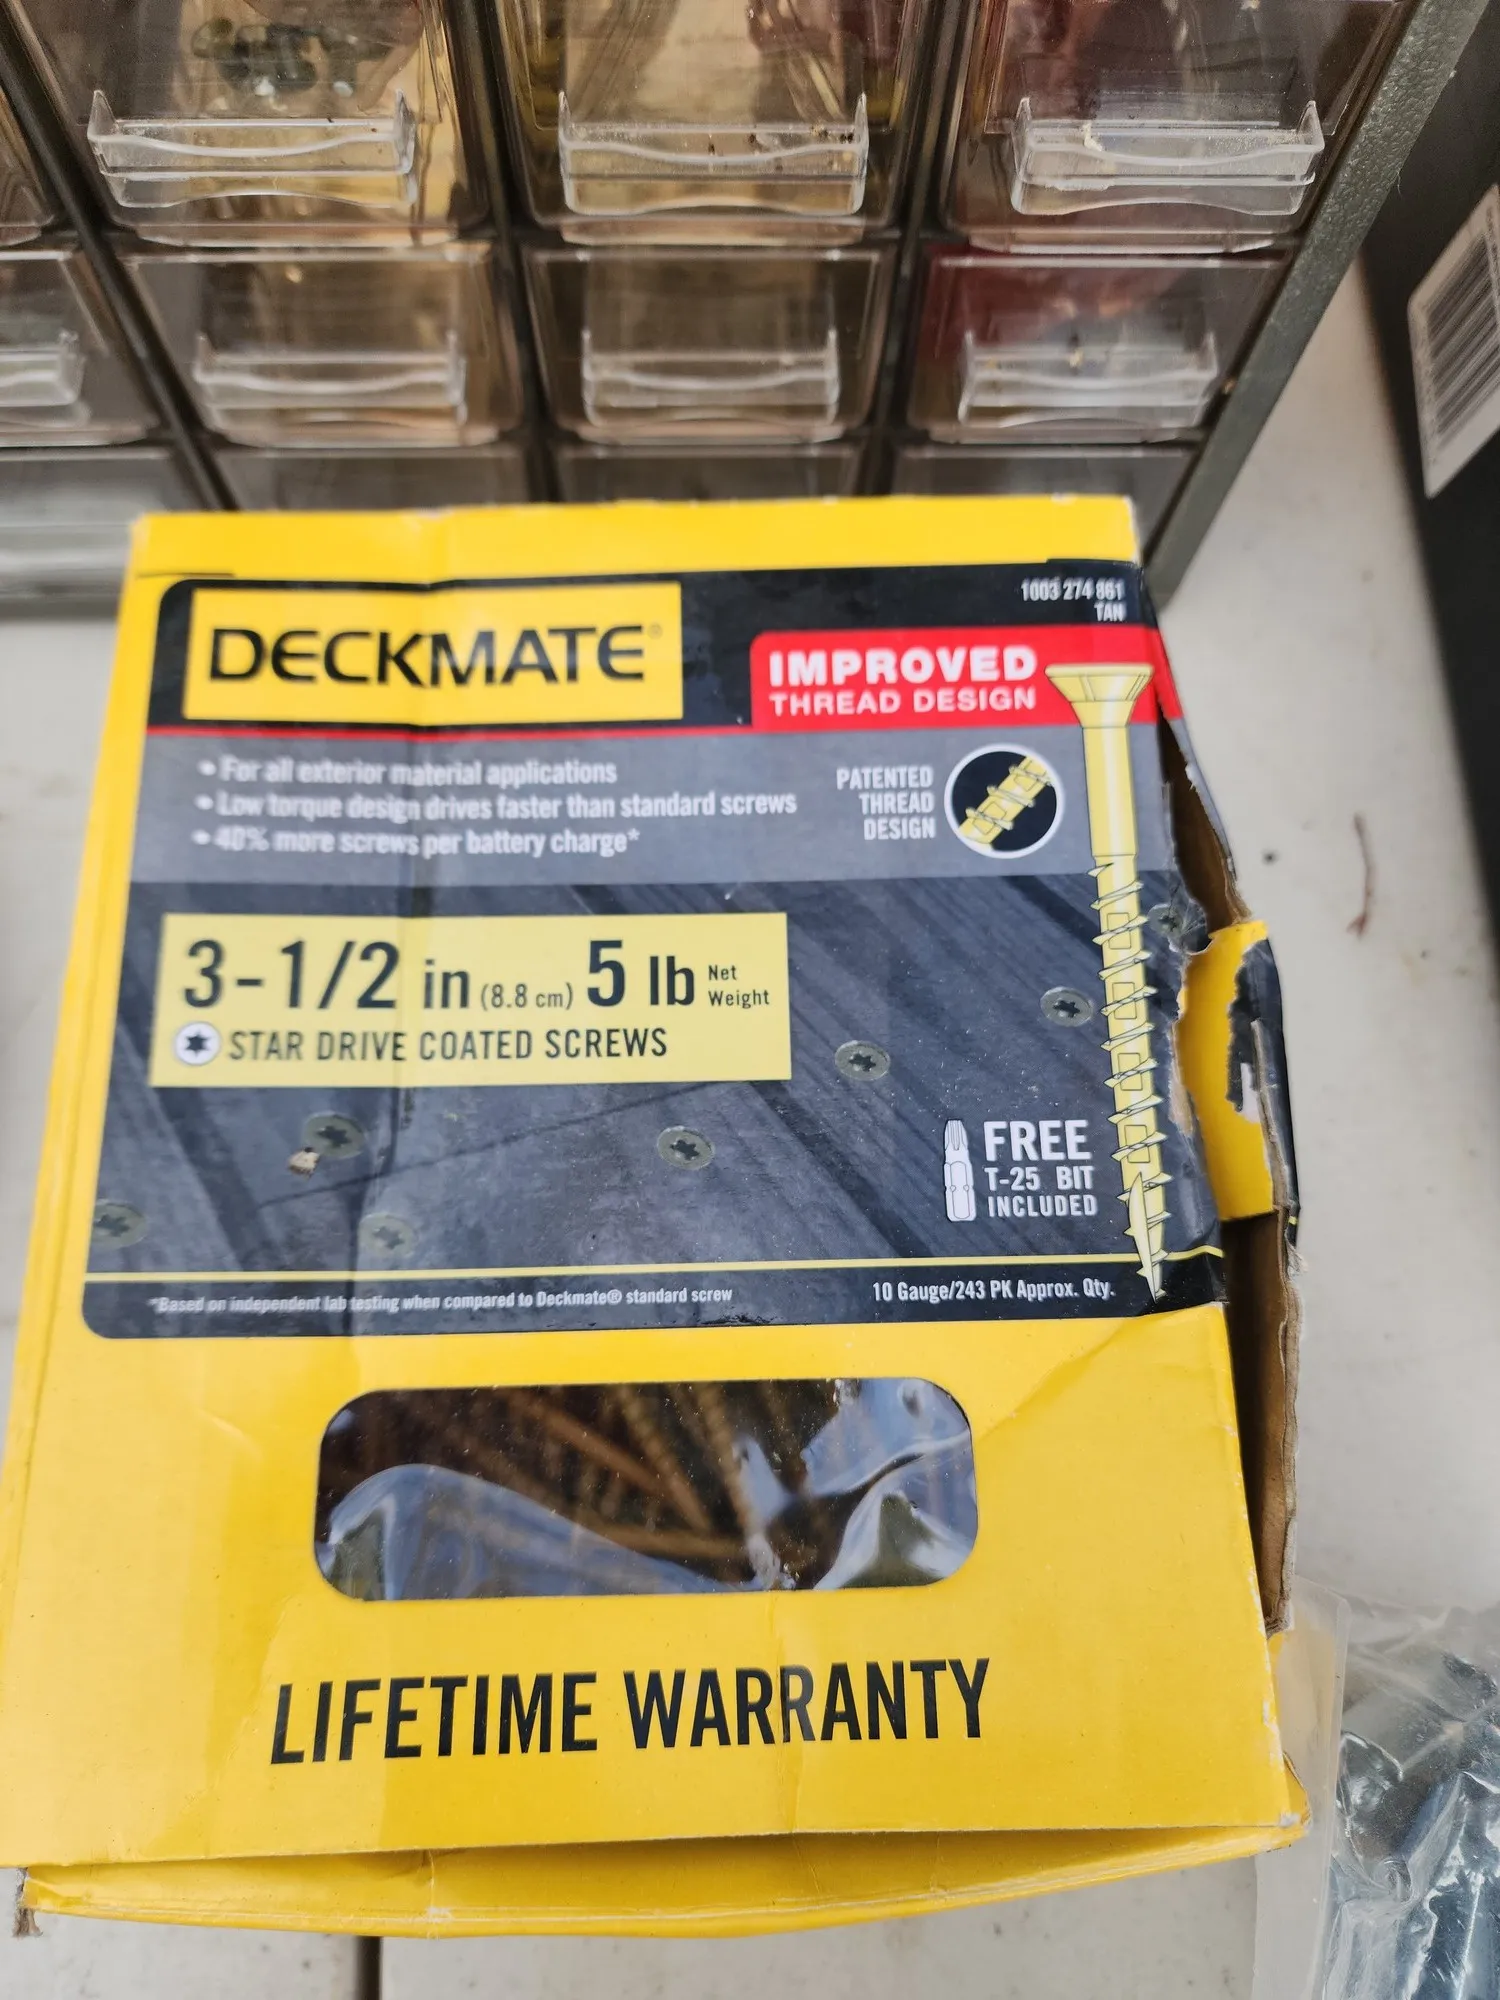 1003 274 861
TAN
DECKMATE®
IMPROVED
THREAD DESIGN
• For all exterior material applications
• Low torque design drives faster than standard screws
• 40% more screws per battery charge*
PATENTED
THREAD
DESIGN
3-1/2 in (8.8 cm) 5 lb Net Weight
STAR DRIVE COATED SCREWS
FREE
T-25 BIT
INCLUDED
*Based on independent lab testing when compared to Deckmate® standard screw
10 Gauge/243 PK Approx. Qty.
LIFETIME WARRANTY